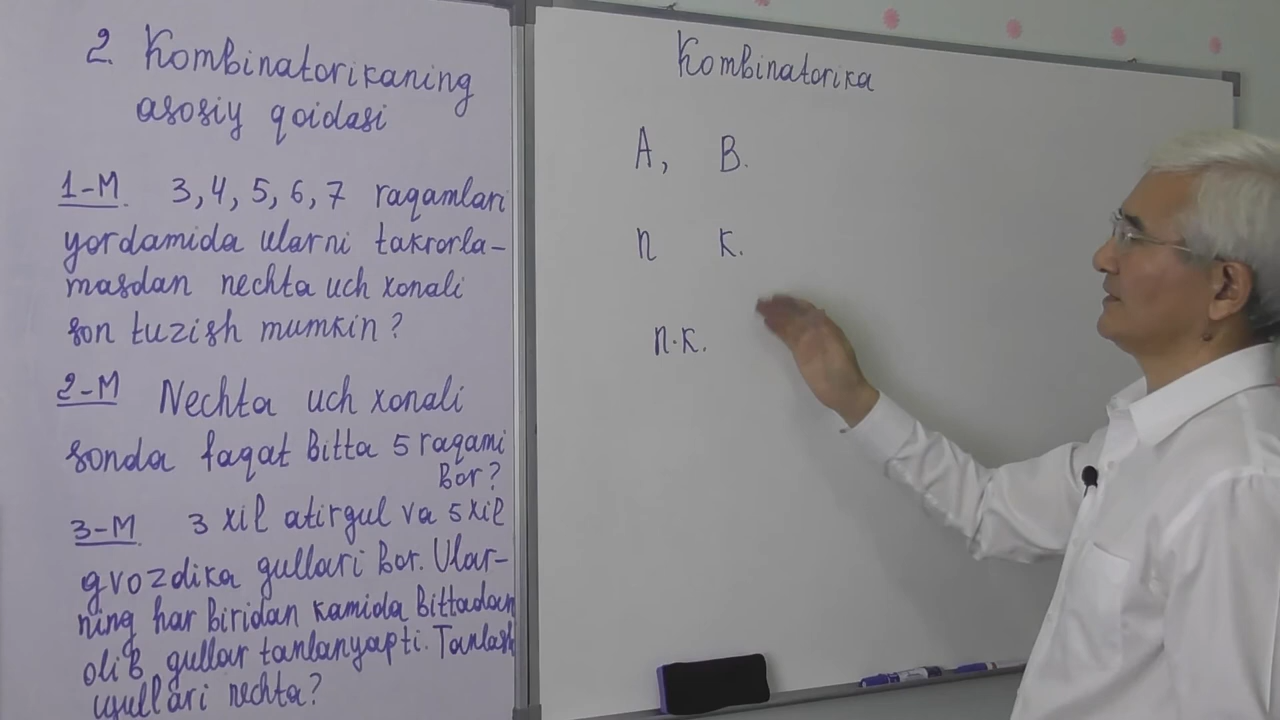 2. Kombinatorikaning
asosiy qoidasi
1-M. 3, 4, 5, 6, 7 raqamlari
yordamida ularni takrorla-
masdan nechta uch xonali
son tuzish mumkin?
2-M Nechta uch xonali
sonda faqat bitta 5 raqami
bor?
3-M. 3 xil atirgul va 5 xil
gvozdika gullari bor. Ular-
ning har biridan kamida bittadan
olib gullar tanlanyapti. Tanlash
usullari nechta?
Kombinatorika
A, B.
n k.
n·k.